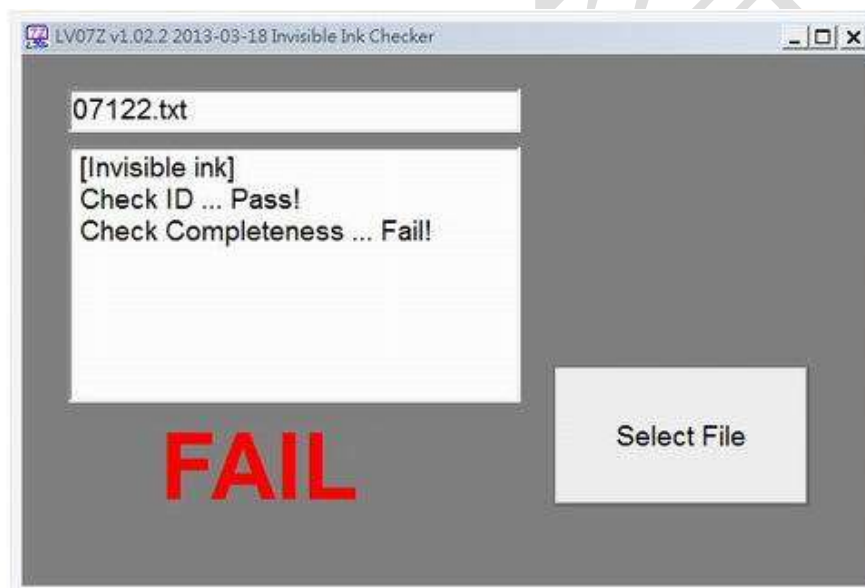 LV07Z v1.02.2 2013-03-18 Invisible Ink Checker
07122.txt
[Invisible ink]
Check ID ... Pass!
Check Completeness ... Fail!
FAIL
Select File